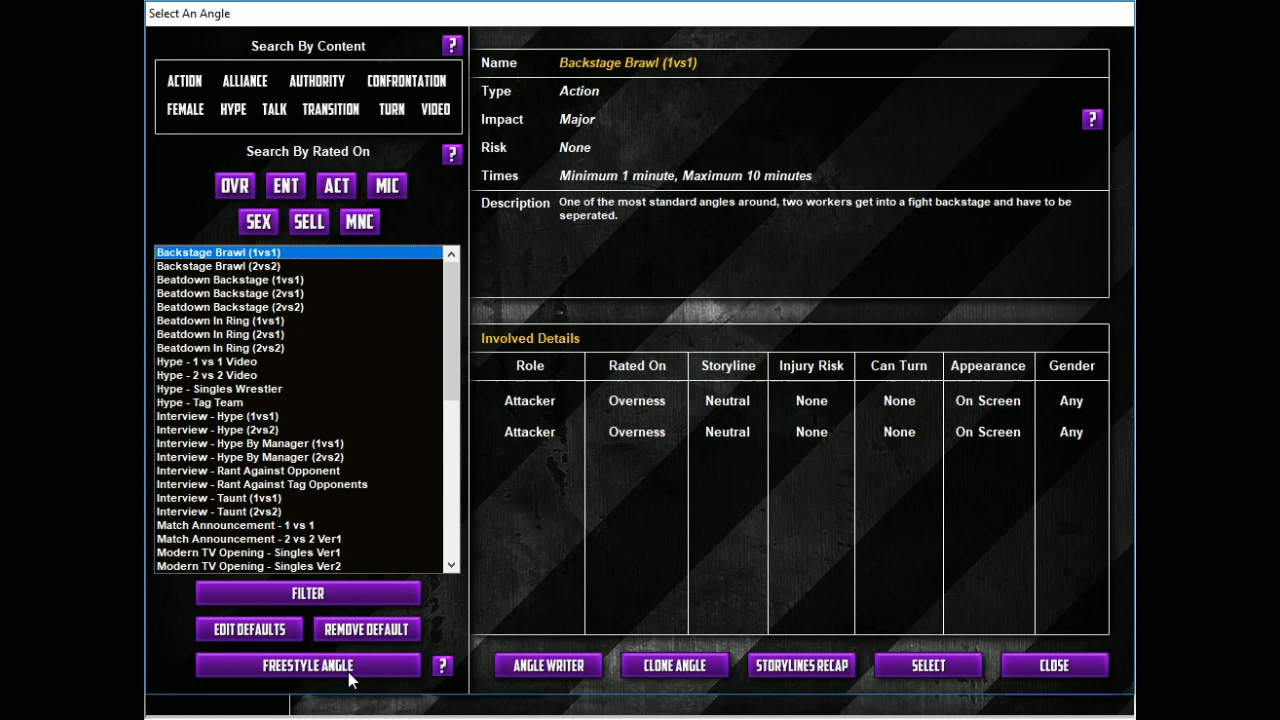 Select An Angle
Search By Content
?
ACTION ALLIANCE AUTHORITY CONFRONTATION
FEMALE HYPE TALK TRANSITION TURN VIDEO
Search By Rated On
?
OVR ENT ACT MIC
SEX SELL MNC
Backstage Brawl (1vs1)
Backstage Brawl (2vs2)
Beatdown Backstage (1vs1)
Beatdown Backstage (2vs1)
Beatdown Backstage (2vs2)
Beatdown In Ring (1vs1)
Beatdown In Ring (2vs1)
Beatdown In Ring (2vs2)
Hype - 1 vs 1 Video
Hype - 2 vs 2 Video
Hype - Singles Wrestler
Hype - Tag Team
Interview - Hype (1vs1)
Interview - Hype (2vs2)
Interview - Hype By Manager (1vs1)
Interview - Hype By Manager (2vs2)
Interview - Rant Against Opponent
Interview - Rant Against Tag Opponents
Interview - Taunt (1vs1)
Interview - Taunt (2vs2)
Match Announcement - 1 vs 1
Match Announcement - 2 vs 2 Ver1
Modern TV Opening - Singles Ver1
Modern TV Opening - Singles Ver2
FILTER
EDIT DEFAULTS REMOVE DEFAULT
FREESTYLE ANGLE ?
Name Backstage Brawl (1vs1)
Type Action
Impact Major ?
Risk None
Times Minimum 1 minute, Maximum 10 minutes
Description One of the most standard angles around, two workers get into a fight backstage and have to be
seperated.
Involved Details
Role Rated On Storyline Injury Risk Can Turn Appearance Gender
Attacker Overness Neutral None None On Screen Any
Attacker Overness Neutral None None On Screen Any
ANGLE WRITER CLONE ANGLE STORYLINES RECAP SELECT CLOSE